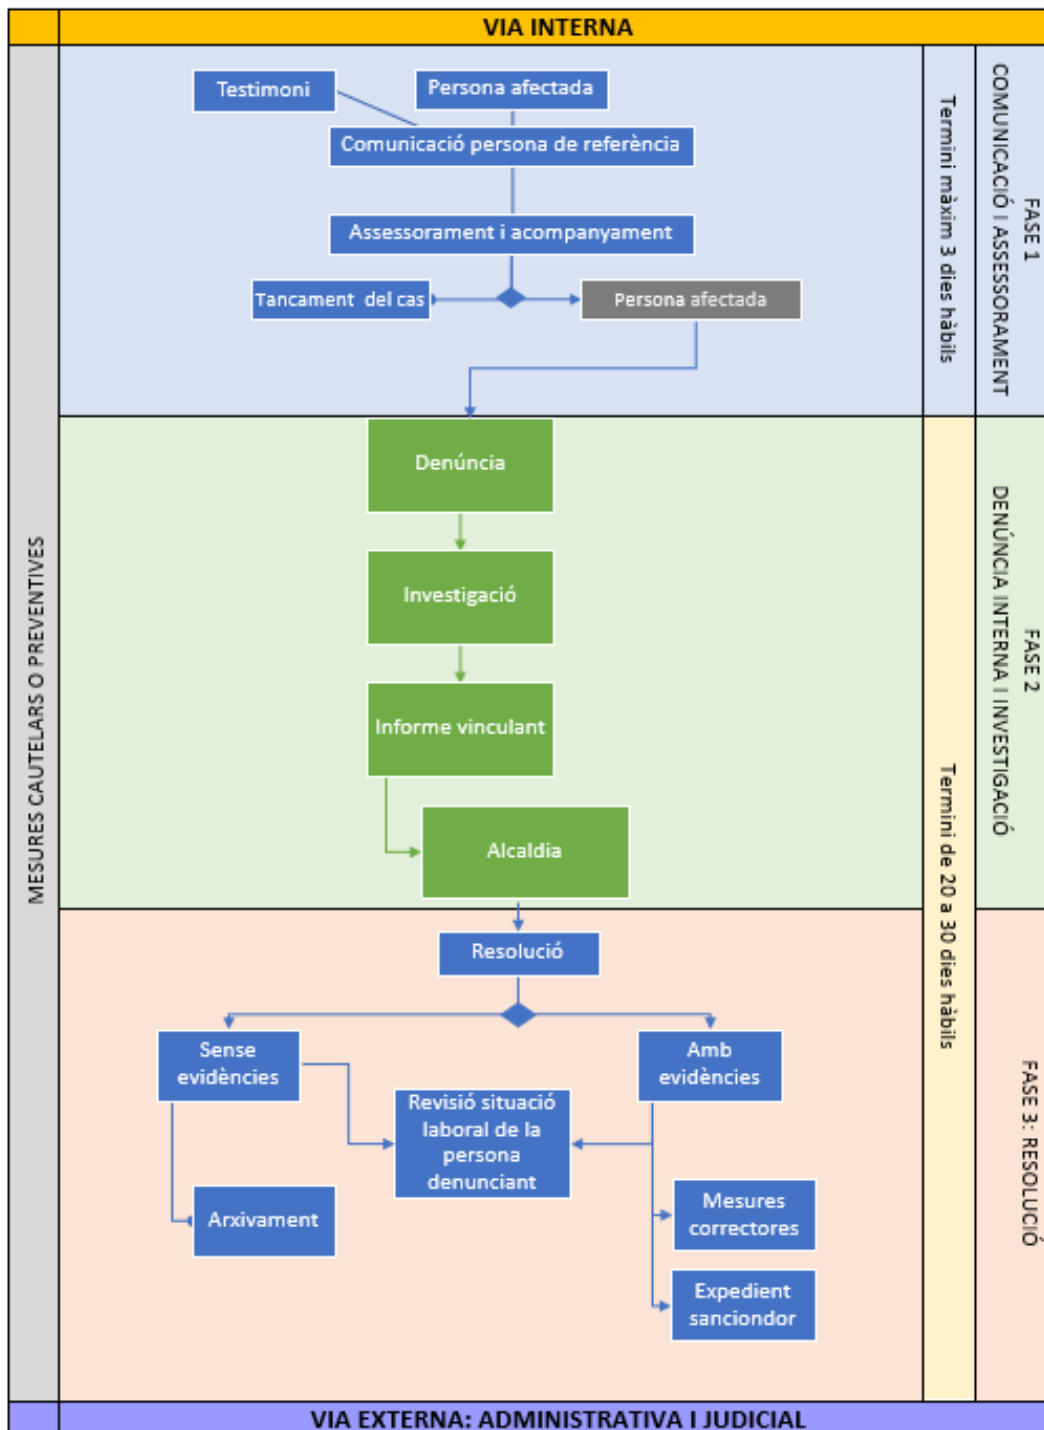 VIA INTERNA
Testimoni
Persona afectada
Comunicació persona de referència
Assessorament i acompanyament
Tancament del cas
Persona afectada
Termini màxim 3 dies hàbils
FASE 1
COMUNICACIÓ I ASSESSORAMENT
MESURES CAUTELARS O PREVENTIVES
Denúncia
Investigació
Informe vinculant
Alcaldia
Termini de 20 a 30 dies hàbils
FASE 2
DENÚNCIA INTERNA I INVESTIGACIÓ
Resolució
Sense
evidències
Amb
evidències
Revisió situació
laboral de la
persona
denunciant
Arxivament
Mesures
correctores
Expedient
sanciondor
FASE 3: RESOLUCIÓ
VIA EXTERNA: ADMINISTRATIVA I JUDICIAL